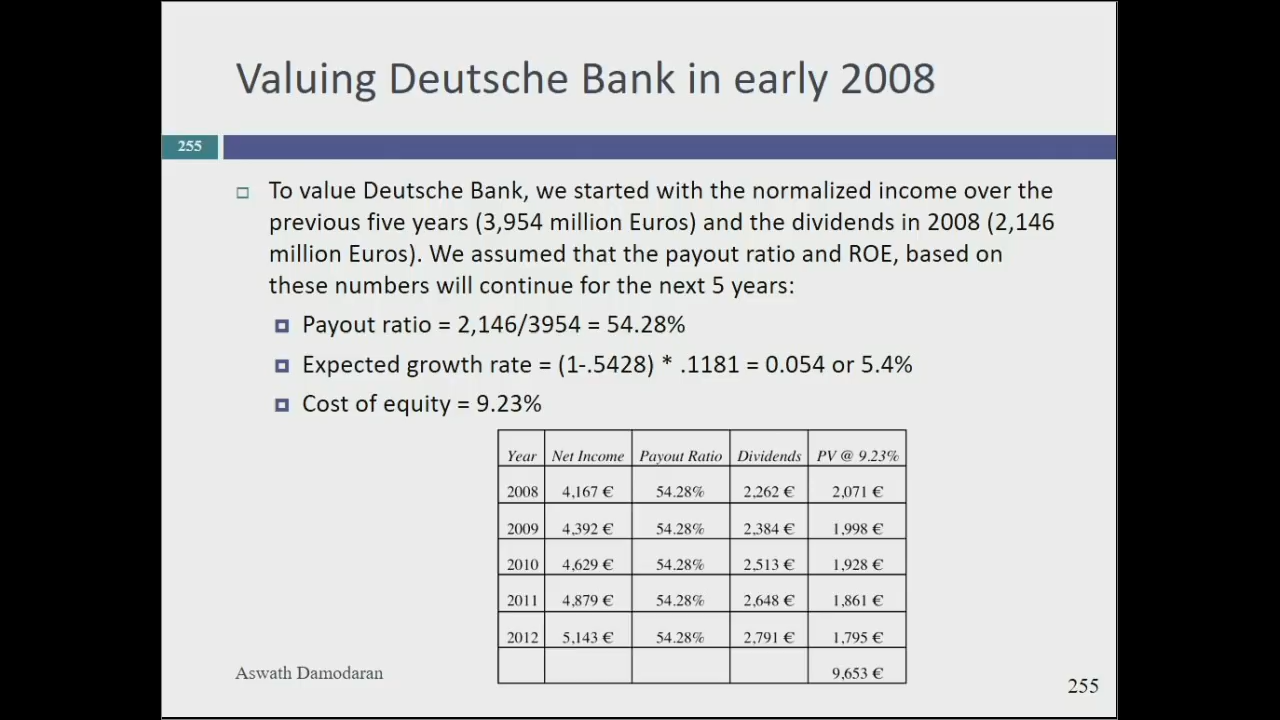 Valuing Deutsche Bank in early 2008
255
To value Deutsche Bank, we started with the normalized income over the
previous five years (3,954 million Euros) and the dividends in 2008 (2,146
million Euros). We assumed that the payout ratio and ROE, based on
these numbers will continue for the next 5 years:
Payout ratio = 2,146/3954 = 54.28%
Expected growth rate = (1-.5428) * .1181 = 0.054 or 5.4%
Cost of equity = 9.23%
Year Net Income Payout Ratio Dividends PV @ 9.23%
2008 4,167 € 54.28% 2,262 € 2,071 €
2009 4,392 € 54.28% 2,384 € 1,998 €
2010 4,629 € 54.28% 2,513 € 1,928 €
2011 4,879 € 54.28% 2,648 € 1,861 €
2012 5,143 € 54.28% 2,791 € 1,795 €
9,653 €
Aswath Damodaran
255